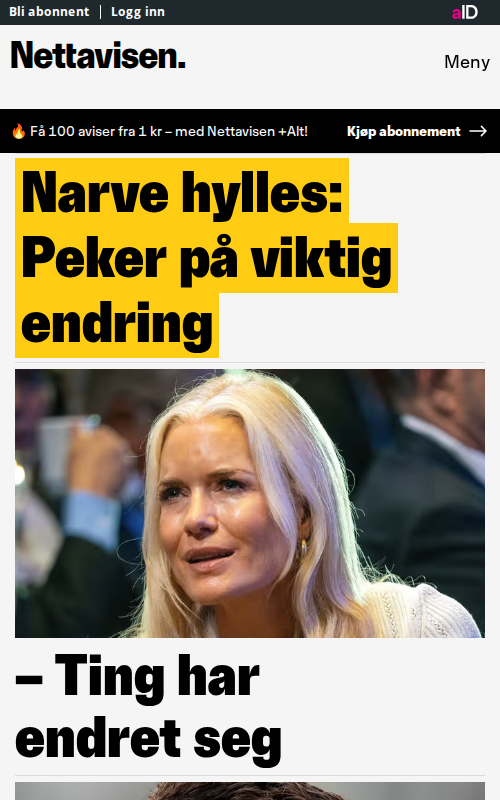 Bli abonnent | Logg inn
aID
Nettavisen.
Meny
🔥 Få 100 aviser fra 1 kr – med Nettavisen +Alt!
Kjøp abonnement →
Narve hylles:
Peker på viktig
endring
– Ting har
endret seg